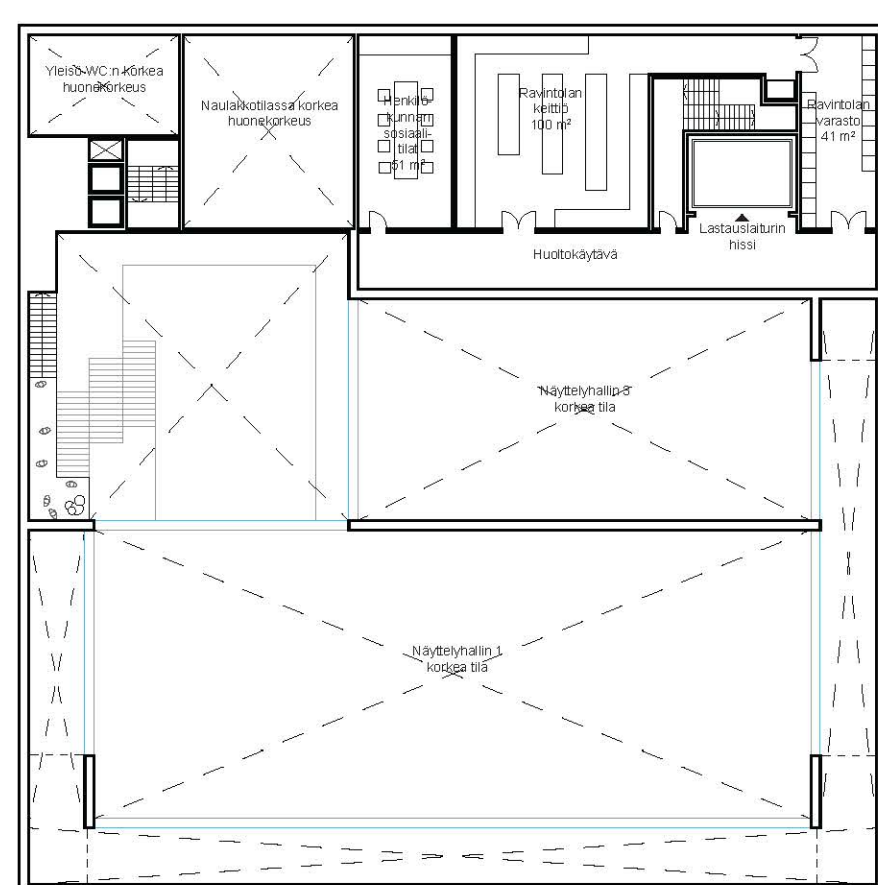 Yleisö-WC:n korkea
huonekorkeus
Naulakkotilassa korkea
huonekorkeus
Henkilö-
kunnan
sosiaali-
tilat
51 m²
Ravintolan
keittiö
100 m²
Ravintolan
varasto
41 m²
Lastauslaiturin
hissi
Huoltokäytävä
Näyttelyhallin 3
korkea tila
Näyttelyhallin 1
korkea tila